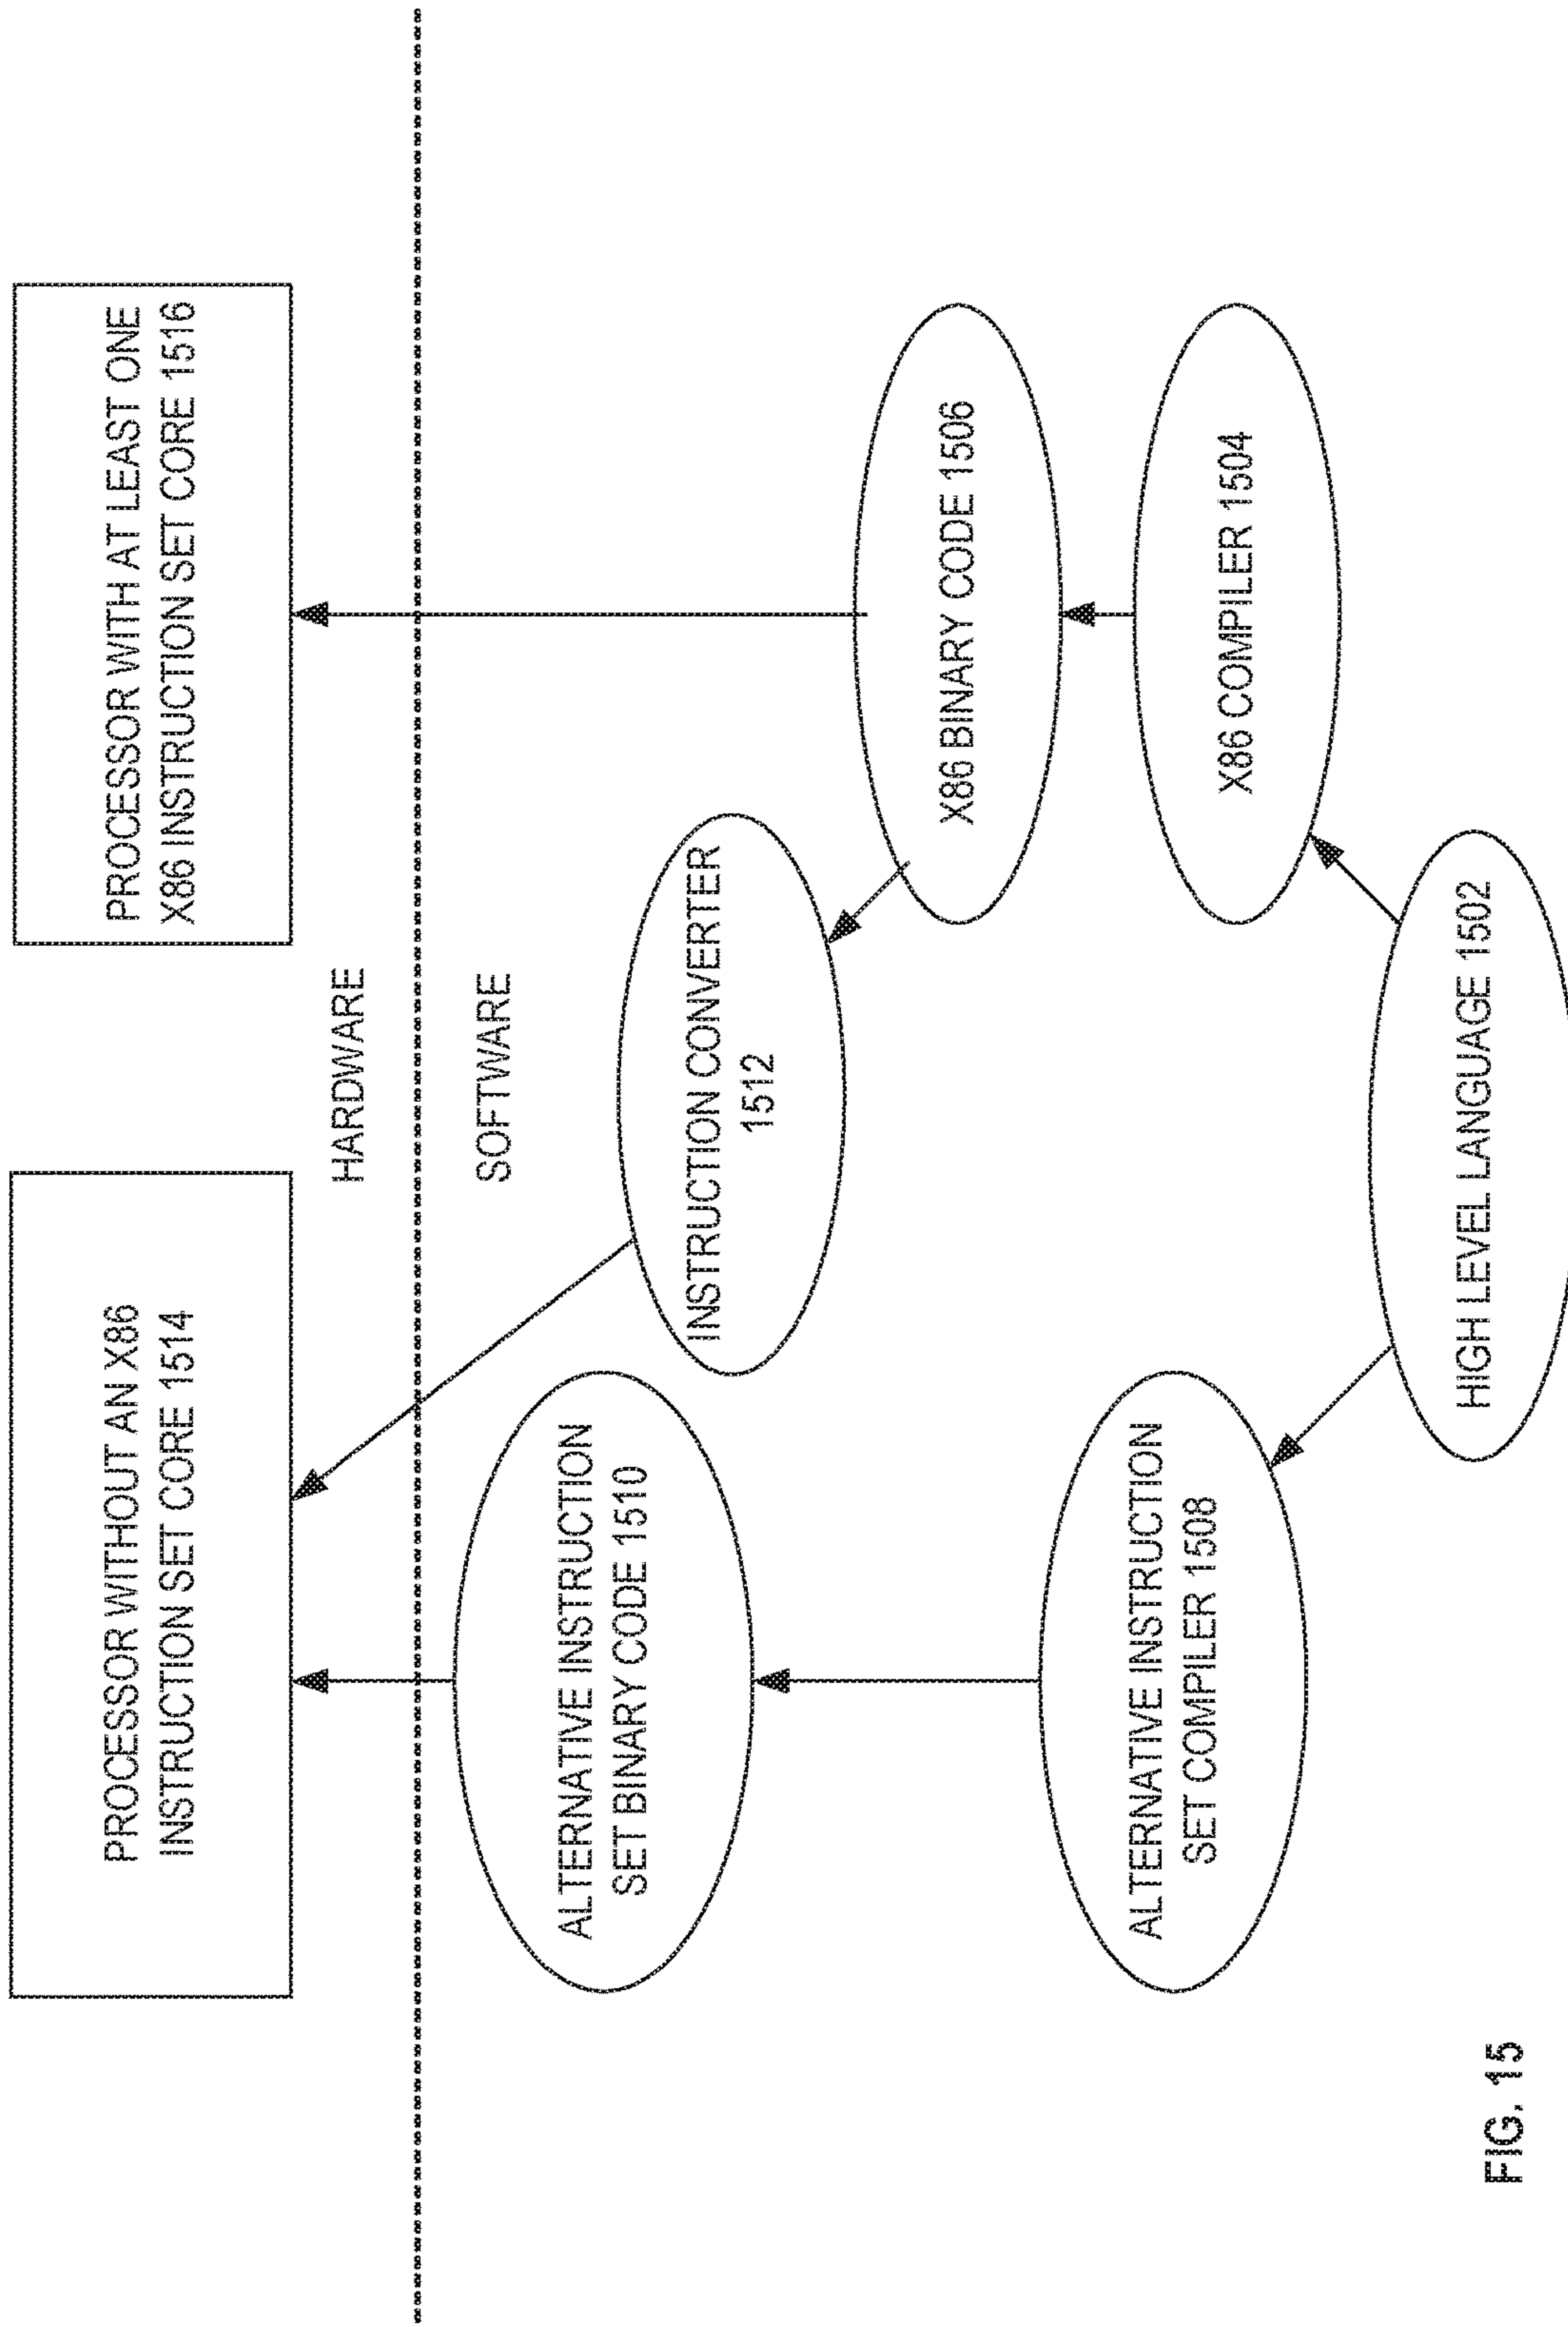 PROCESSOR WITHOUT AN X86
INSTRUCTION SET CORE 1514
PROCESSOR WITH AT LEAST ONE
X86 INSTRUCTION SET CORE 1516
HARDWARE
SOFTWARE
ALTERNATIVE INSTRUCTION
SET BINARY CODE 1510
INSTRUCTION CONVERTER
1512
X86 BINARY CODE 1506
ALTERNATIVE INSTRUCTION
SET COMPILER 1508
X86 COMPILER 1504
HIGH LEVEL LANGUAGE 1502
FIG. 15